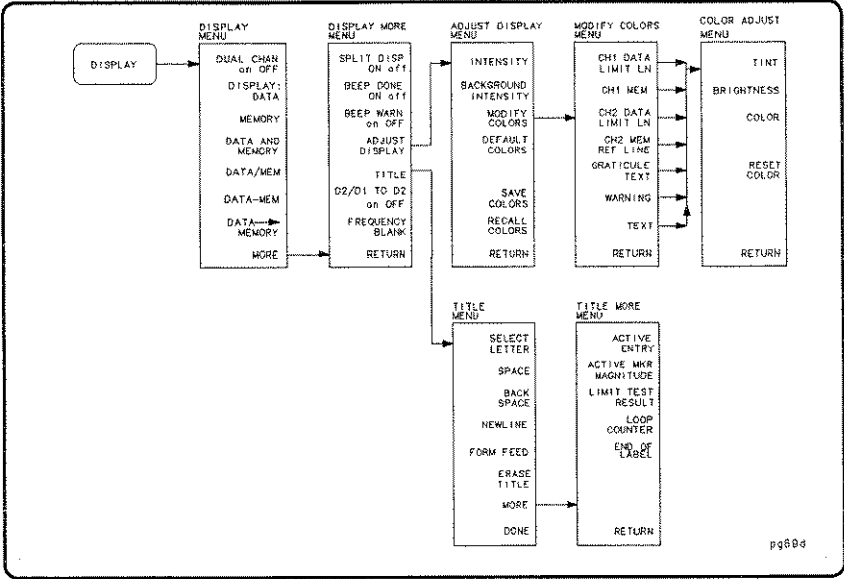 DISPLAY
DISPLAY
MENU
DUAL CHAN
on OFF
DISPLAY:
DATA
MEMORY
DATA AND
MEMORY
DATA/MEM
DATA-MEM
DATA→
MEMORY
MORE
DISPLAY MORE
MENU
SPLIT DISP
ON off
BEEP DONE
ON off
BEEP WARN
on OFF
ADJUST
DISPLAY
TITLE
D2/D1 TO D2
on OFF
FREQUENCY
BLANK
RETURN
ADJUST DISPLAY
MENU
INTENSITY
BACKGROUND
INTENSITY
MODIFY
COLORS
DEFAULT
COLORS
SAVE
COLORS
RECALL
COLORS
RETURN
MODIFY COLORS
MENU
CH1 DATA
LIMIT LN
CH1 MEM
CH2 DATA
LIMIT LN
CH2 MEM
REF LINE
GRATICULE
TEXT
WARNING
TEXT
RETURN
COLOR ADJUST
MENU
TINT
BRIGHTNESS
COLOR
RESET
COLOR
RETURN
TITLE
MENU
SELECT
LETTER
SPACE
BACK
SPACE
NEWLINE
FORM FEED
ERASE
TITLE
MORE
DONE
TITLE MORE
MENU
ACTIVE
ENTRY
ACTIVE MKR
MAGNITUDE
LIMIT TEST
RESULT
LOOP
COUNTER
END OF
LABEL
RETURN
pg69d